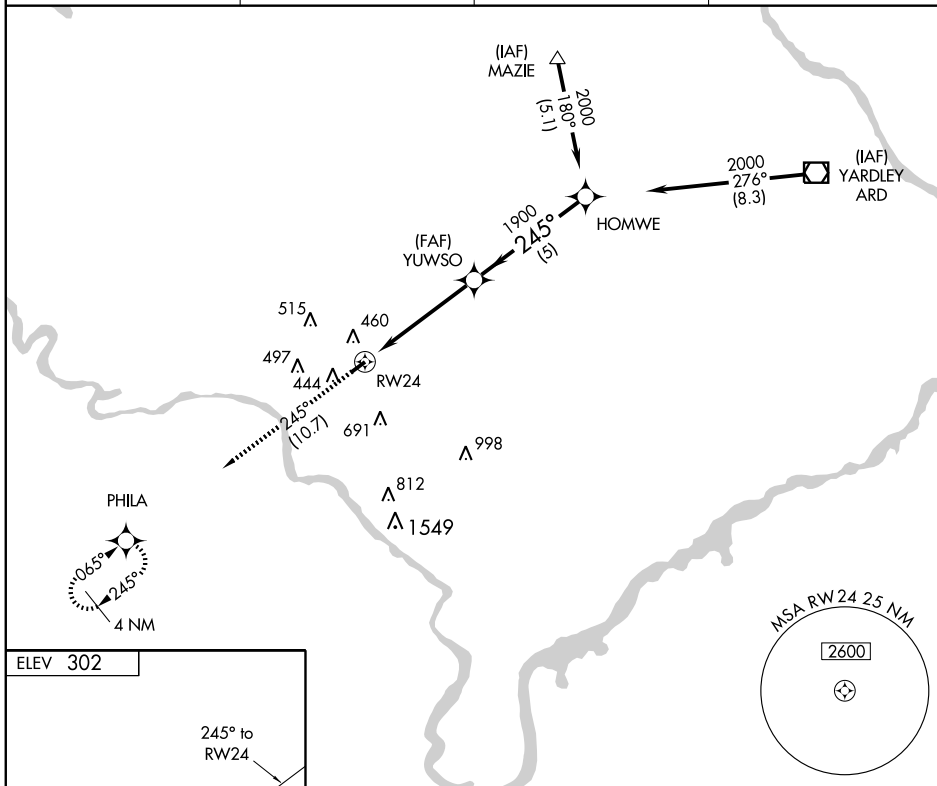 (IAF)
MAZIE
2000
180°
(5.1)
2000
276°
(8.3)
(IAF)
YARDLEY
ARD
HOMWE
1900
245°
(5)
(FAF)
YUWSO
515
460
497
444
RW24
245°
(10.7)
691
998
812
1549
PHILA
065°
245°
4 NM
MSA RW24 25 NM
2600
ELEV 302
245° to
RW24